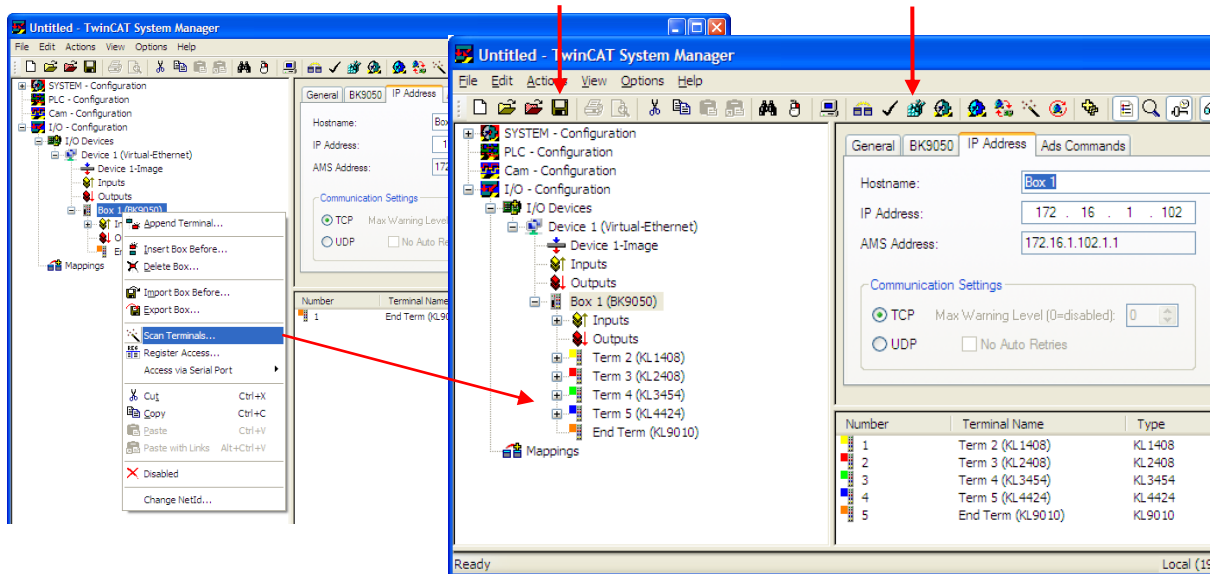 Untitled - TwinCAT System Manager
File Edit Actions View Options Help
SYSTEM - Configuration
PLC - Configuration
Cam - Configuration
I/O - Configuration
I/O Devices
Device 1 (Virtual-Ethernet)
Device 1-Image
Inputs
Outputs
Box 1 (BK9050)
In
O
Er
Mappings
Append Terminal...
Insert Box Before...
Delete Box...
Import Box Before...
Export Box...
Scan Terminals...
Register Access...
Access via Serial Port
Cut Ctrl+X
Copy Ctrl+C
Paste Ctrl+V
Paste with Links Alt+Ctrl+V
Disabled
Change NetId...
General BK9050 IP Address
Hostname: Box
IP Address: 1
AMS Address: 172
Communication Settings
TCP Max Warning Level
UDP No Auto Re
Number Terminal Name
1 End Term (KL90
Untitled - TwinCAT System Manager
File Edit Actions View Options Help
SYSTEM - Configuration
PLC - Configuration
Cam - Configuration
I/O - Configuration
I/O Devices
Device 1 (Virtual-Ethernet)
Device 1-Image
Inputs
Outputs
Box 1 (BK9050)
Inputs
Outputs
Term 2 (KL1408)
Term 3 (KL2408)
Term 4 (KL3454)
Term 5 (KL4424)
End Term (KL9010)
Mappings
General BK9050 IP Address Ads Commands
Hostname: Box 1
IP Address: 172 . 16 . 1 . 102
AMS Address: 172.16.1.102.1.1
Communication Settings
TCP Max Warning Level (0=disabled): 0
UDP No Auto Retries
Number Terminal Name Type
1 Term 2 (KL1408) KL1408
2 Term 3 (KL2408) KL2408
3 Term 4 (KL3454) KL3454
4 Term 5 (KL4424) KL4424
5 End Term (KL9010) KL9010
Ready Local (19